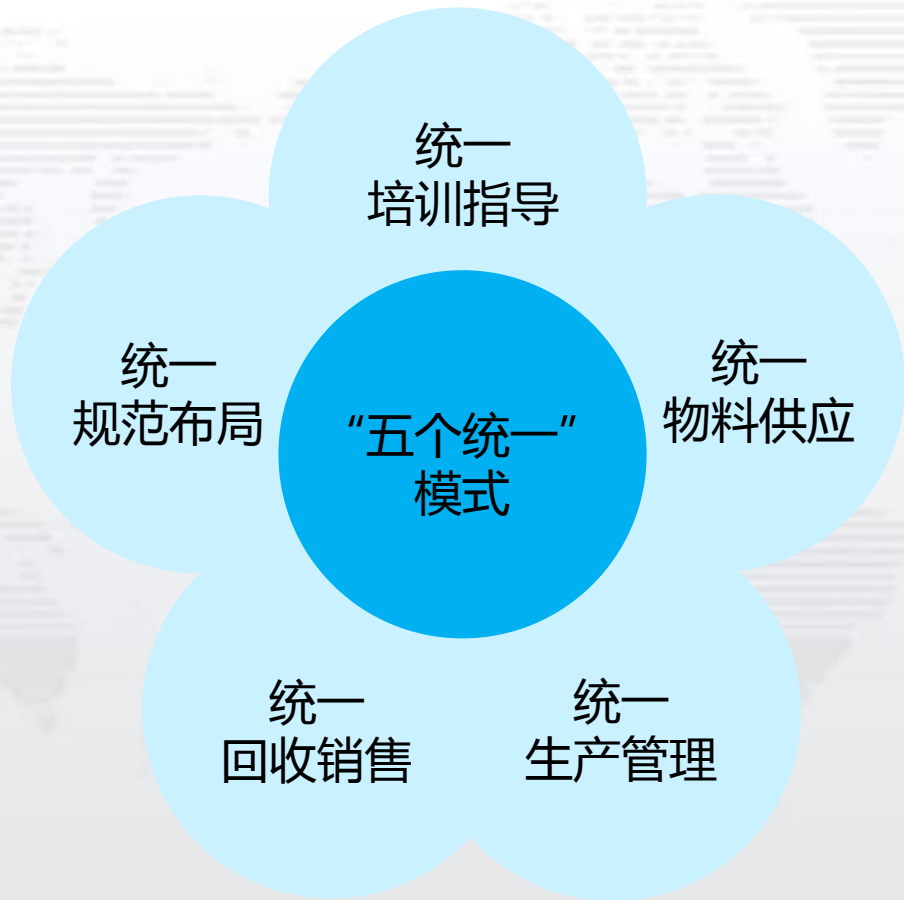 统一
培训指导
统一
规范布局
“五个统一”
模式
统一
物料供应
统一
回收销售
统一
生产管理